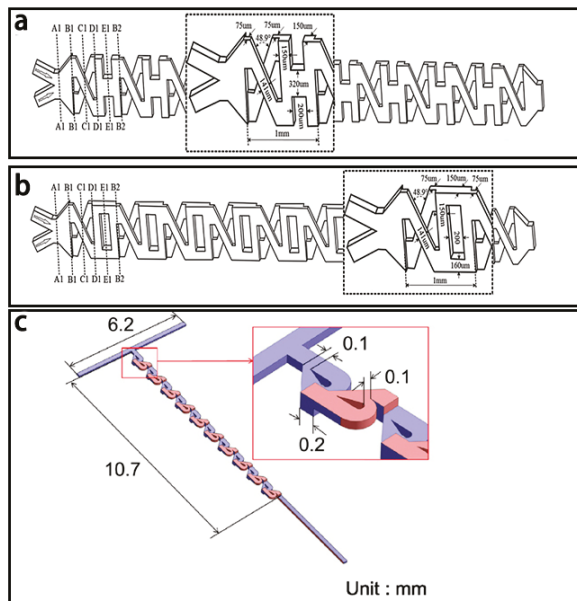 a
A1 B1 C1 D1 E1 B2
A1 B1 C1 D1 E1 B2
75um 75um 75um
48.9°
150um
141um
320um
200um
1mm
b
A1 B1 C1 D1 E1 B2
A1 B1 C1 D1 E1 B2
75um 150um 75um
48.9°
150um
141um
200
160um
1mm
c
6.2
0.1
0.1
0.2
10.7
Unit : mm